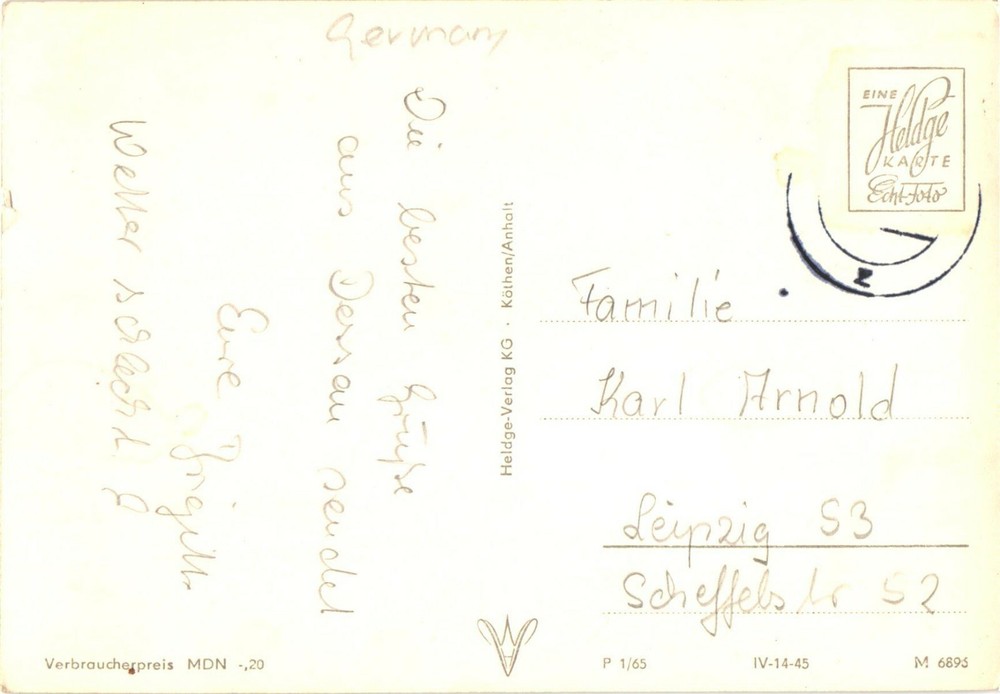 Germany
Die besten Grüße
aus Dessau sendet
Eure Birgitt.
Wetter schlecht
EINE
Heldge
KARTE
Echt-Foto
Z
Heldge-Verlag KG · Köthen/Anhalt
Familie
Karl Arnold
Leipzig S3
Scheffelstr 52
Verbraucherpreis MDN -,20
P 1/65
IV-14-45
M 6896